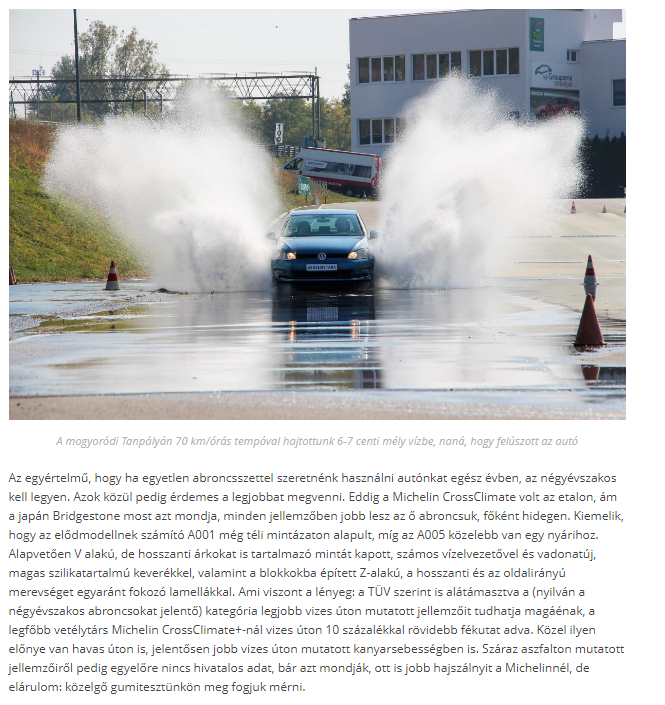 Groupama
A mogyoródi Tanpályán 70 km/órás tempóval hajtottunk 6-7 centi mély vízbe, naná, hogy felúszott az autó
Az egyértelmű, hogy ha egyetlen abroncsszettel szeretnénk használni autónkat egész évben, az négyévszakos
kell legyen. Azok közül pedig érdemes a legjobbat megvenni. Eddig a Michelin CrossClimate volt az etalon, ám
a japán Bridgestone most azt mondja, minden jellemzőben jobb lesz az ő abroncsuk, főként hidegen. Kiemelik,
hogy az elődmodellnek számító A001 még téli mintázaton alapult, míg az A005 közelebb van egy nyárihoz.
Alapvetően V alakú, de hosszanti árkokat is tartalmazó mintát kapott, számos vízelvezetővel és vadonatúj,
magas szilikatartalmú keverékkel, valamint a blokkokba épített Z-alakú, a hosszanti és az oldalirányú
merevséget egyaránt fokozó lamellákkal. Ami viszont a lényeg: a TÜV szerint is alátámasztva a (nyilván a
négyévszakos abroncsokat jelentő) kategória legjobb vizes úton mutatott jellemzőit tudhatja magáénak, a
legfőbb vetélytárs Michelin CrossClimate+-nál vizes úton 10 százalékkal rövidebb fékutat adva. Közel ilyen
előnye van havas úton is, jelentősen jobb vizes úton mutatott kanyarsebességben is. Száraz aszfalton mutatott
jellemzőiről pedig egyelőre nincs hivatalos adat, bár azt mondják, ott is jobb hajszálnyit a Michelinnél, de
elárulom: közelgő gumitesztünkön meg fogjuk mérni.